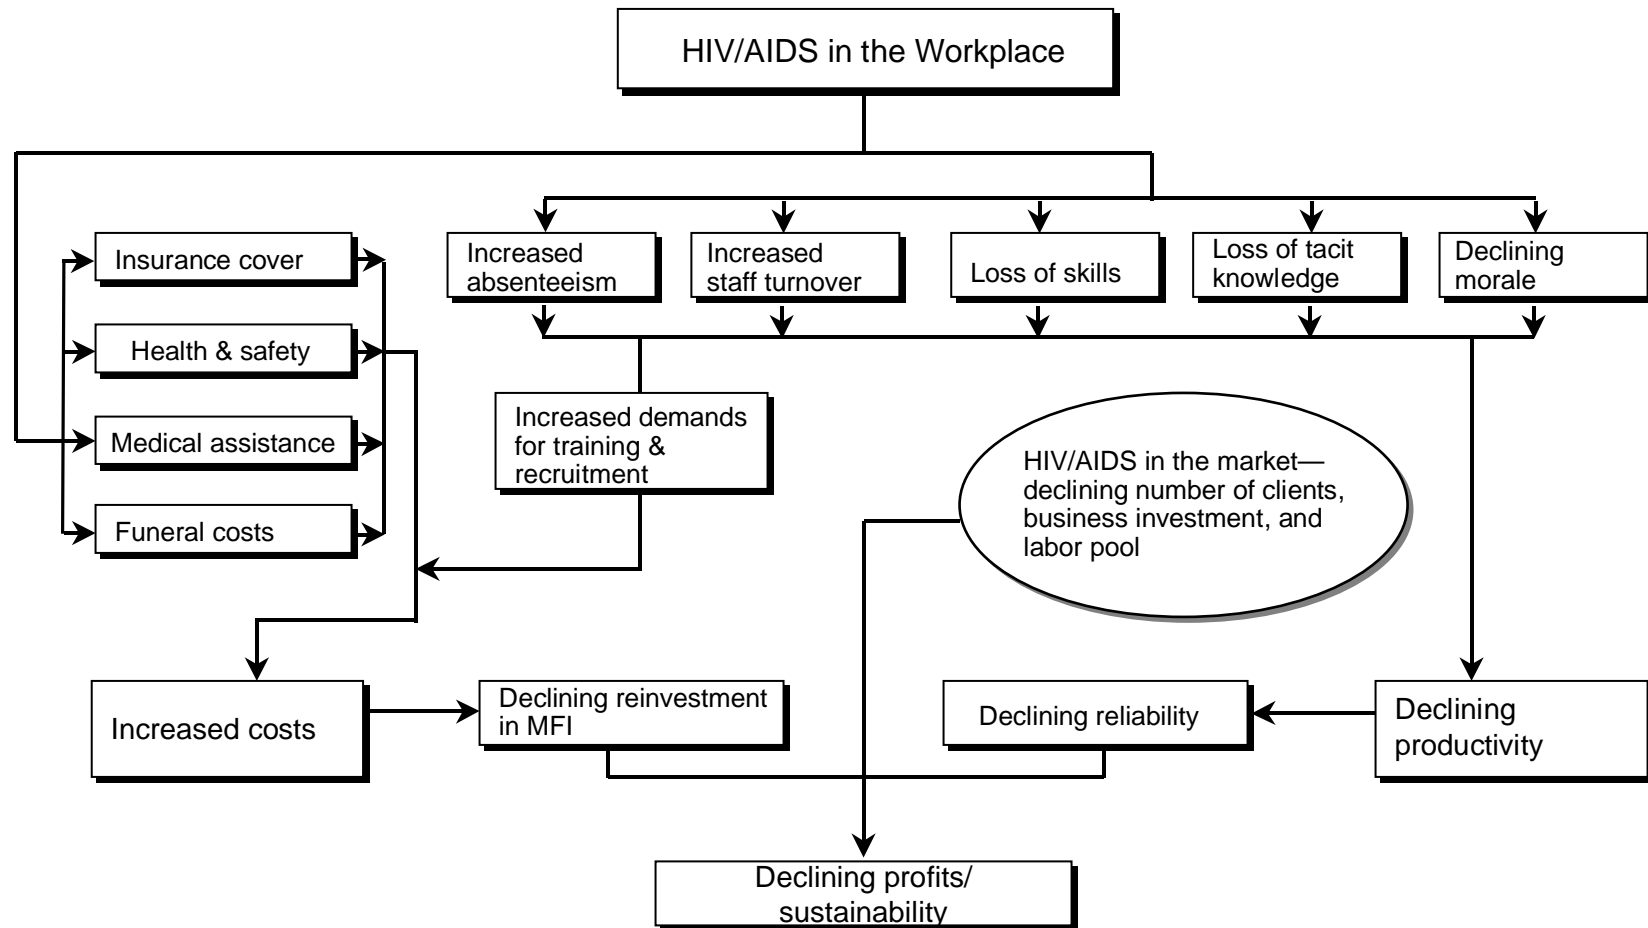 HIV/AIDS in the Workplace
Insurance cover
Health & safety
Medical assistance
Funeral costs
Increased
absenteeism
Increased
staff turnover
Loss of skills
Loss of tacit
knowledge
Declining
morale
Increased demands
for training &
recruitment
HIV/AIDS in the market—
declining number of clients,
business investment, and
labor pool
Increased costs
Declining reinvestment
in MFI
Declining reliability
Declining
productivity
Declining profits/
sustainability